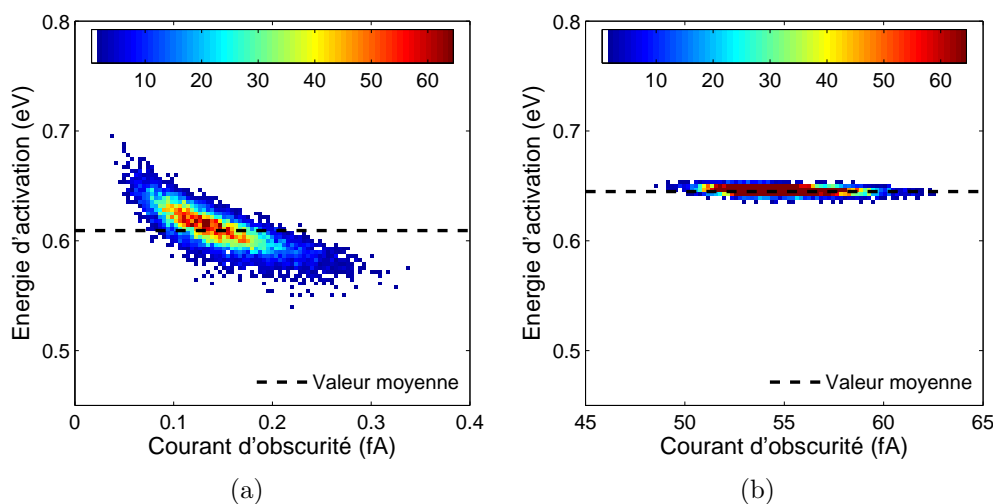 0.8
10 20 30 40 50 60
0.7
0.6
0.5
Energie d'activation (eV)
Valeur moyenne
0 0.1 0.2 0.3 0.4
Courant d'obscurité (fA)
(a)
0.8
10 20 30 40 50 60
0.7
0.6
0.5
Energie d'activation (eV)
Valeur moyenne
45 50 55 60 65
Courant d'obscurité (fA)
(b)